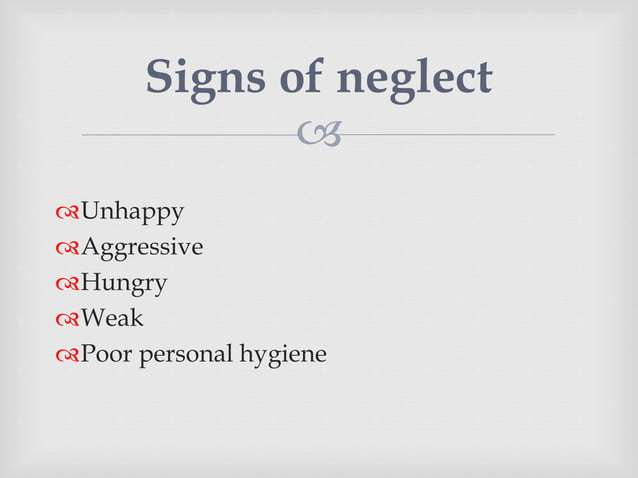 Signs of neglect
Unhappy
Aggressive
Hungry
Weak
Poor personal hygiene